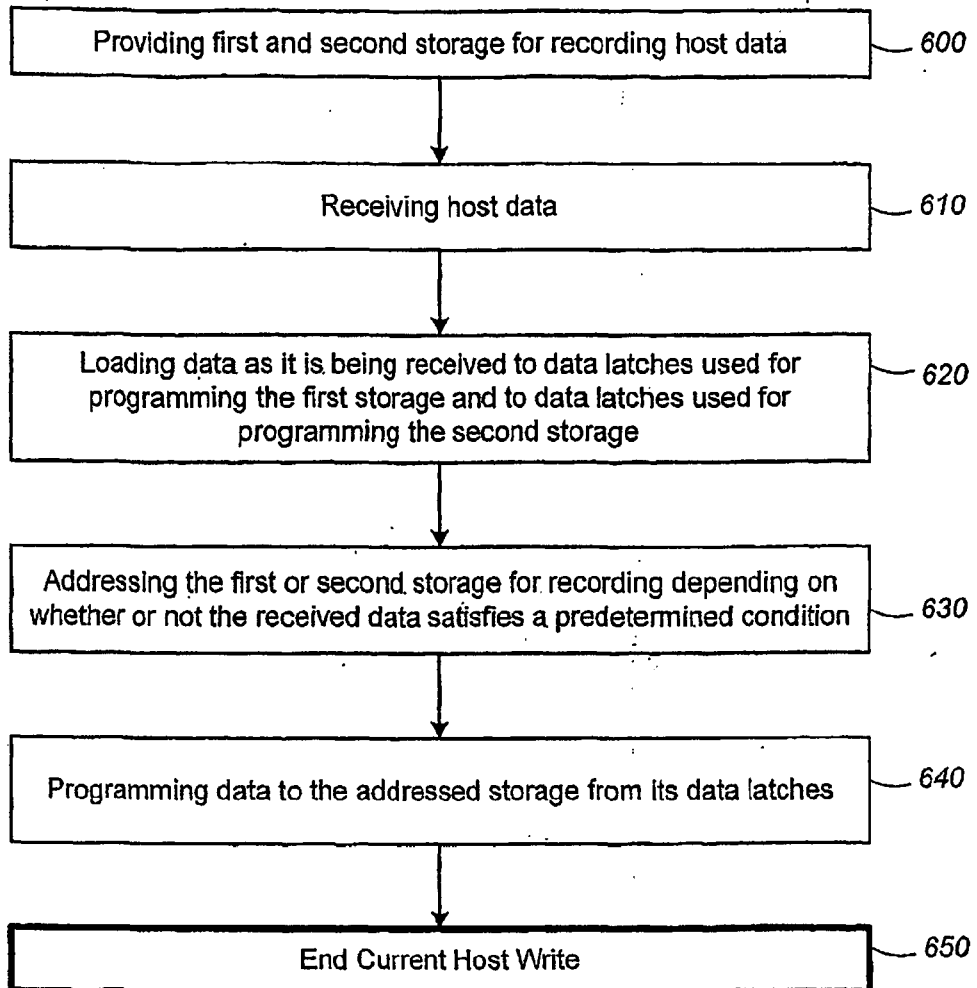 Providing first and second storage for recording host data
600
Receiving host data
610
Loading data as it is being received to data latches used for
programming the first storage and to data latches used for
programming the second storage
620
Addressing the first or second storage for recording depending on
whether or not the received data satisfies a predetermined condition
630
Programming data to the addressed storage from its data latches
640
End Current Host Write
650